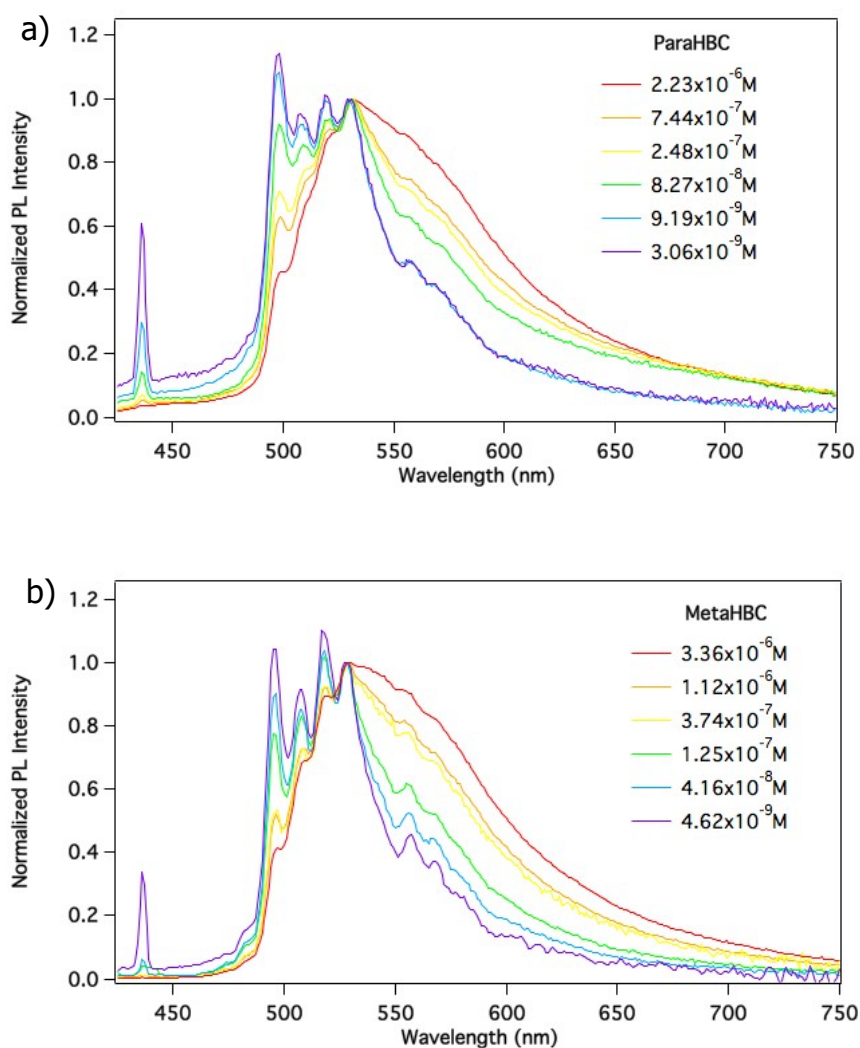 a)
1.2
1.0
0.8
0.6
0.4
0.2
0.0
Normalized PL Intensity
ParaHBC
2.23x10⁻⁶M
7.44x10⁻⁷M
2.48x10⁻⁷M
8.27x10⁻⁸M
9.19x10⁻⁹M
3.06x10⁻⁹M
450 500 550 600 650 700 750
Wavelength (nm)
b)
1.2
1.0
0.8
0.6
0.4
0.2
0.0
Normalized PL Intensity
MetaHBC
3.36x10⁻⁶M
1.12x10⁻⁶M
3.74x10⁻⁷M
1.25x10⁻⁷M
4.16x10⁻⁸M
4.62x10⁻⁹M
450 500 550 600 650 700 750
Wavelength (nm)